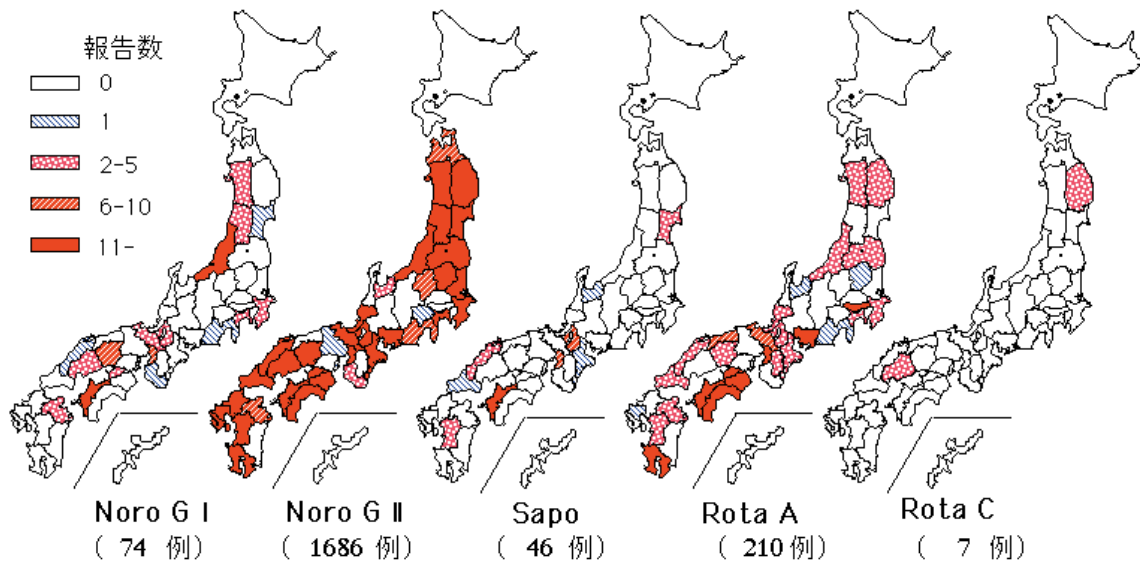 報告数
0
1
2-5
6-10
11-
Noro G Ⅰ
( 74 例)
Noro G Ⅱ
( 1686 例)
Sapo
( 46 例)
Rota A
( 210 例)
Rota C
( 7 例)